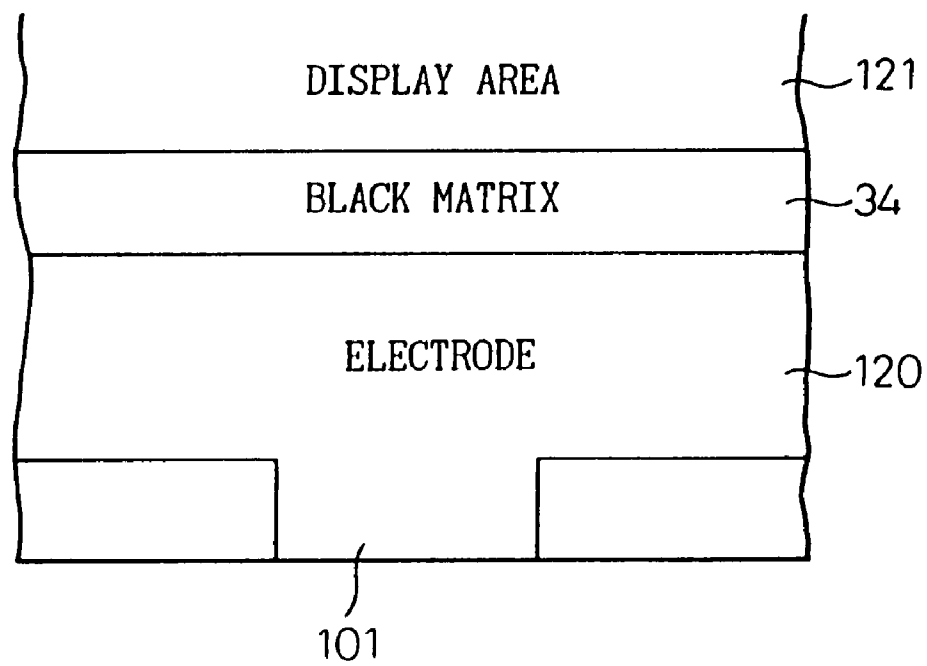 DISPLAY AREA
121
BLACK MATRIX
34
ELECTRODE
120
101